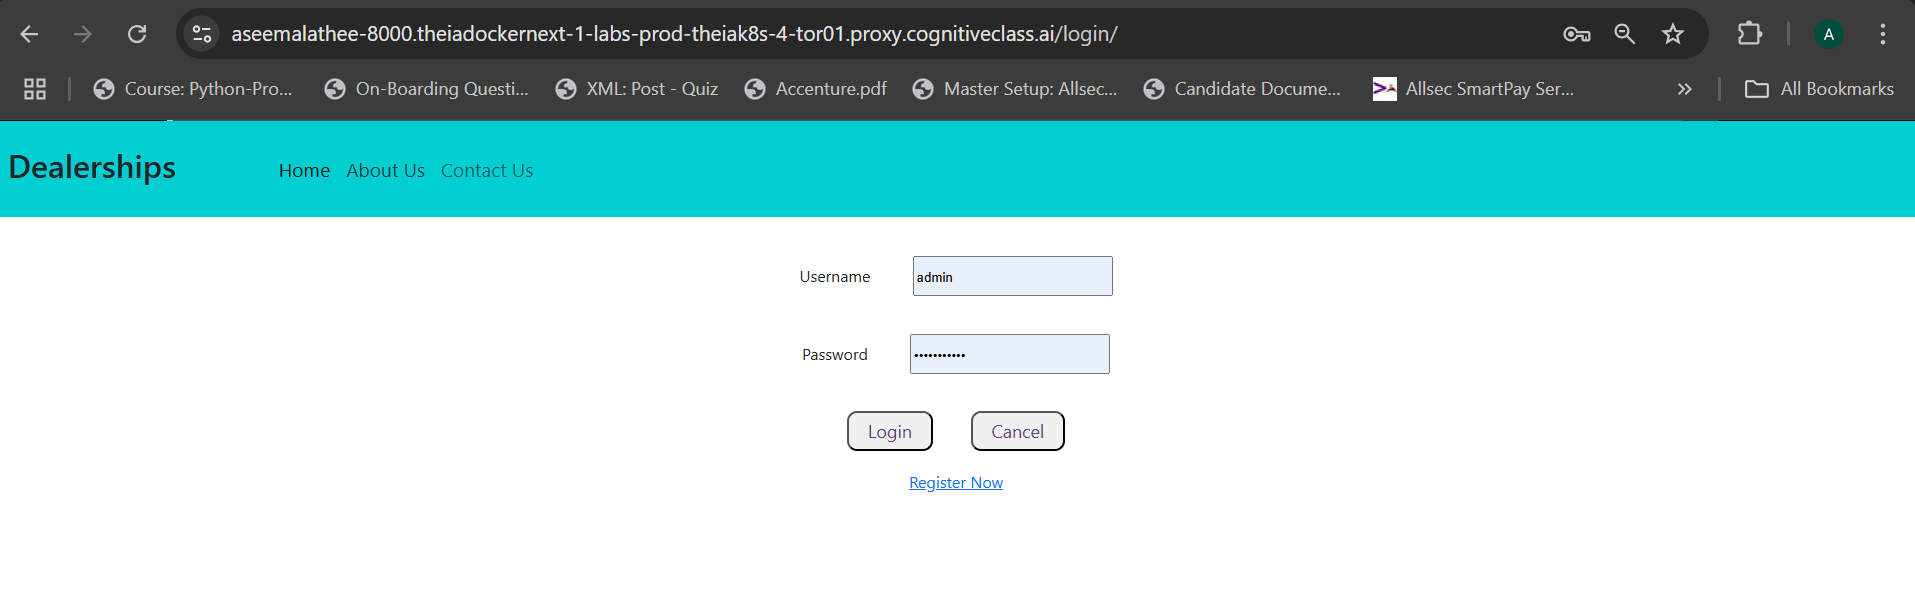 aseemalathee-8000.theiadockernext-1-labs-prod-theiak8s-4-tor01.proxy.cognitiveclass.ai/login/
A
Course: Python-Pro...
On-Boarding Questi...
XML: Post - Quiz
Accenture.pdf
Master Setup: Allsec...
Candidate Docume...
Allsec SmartPay Ser...
All Bookmarks
Dealerships
Home
About Us
Contact Us
Username
admin
Password
Login
Cancel
Register Now